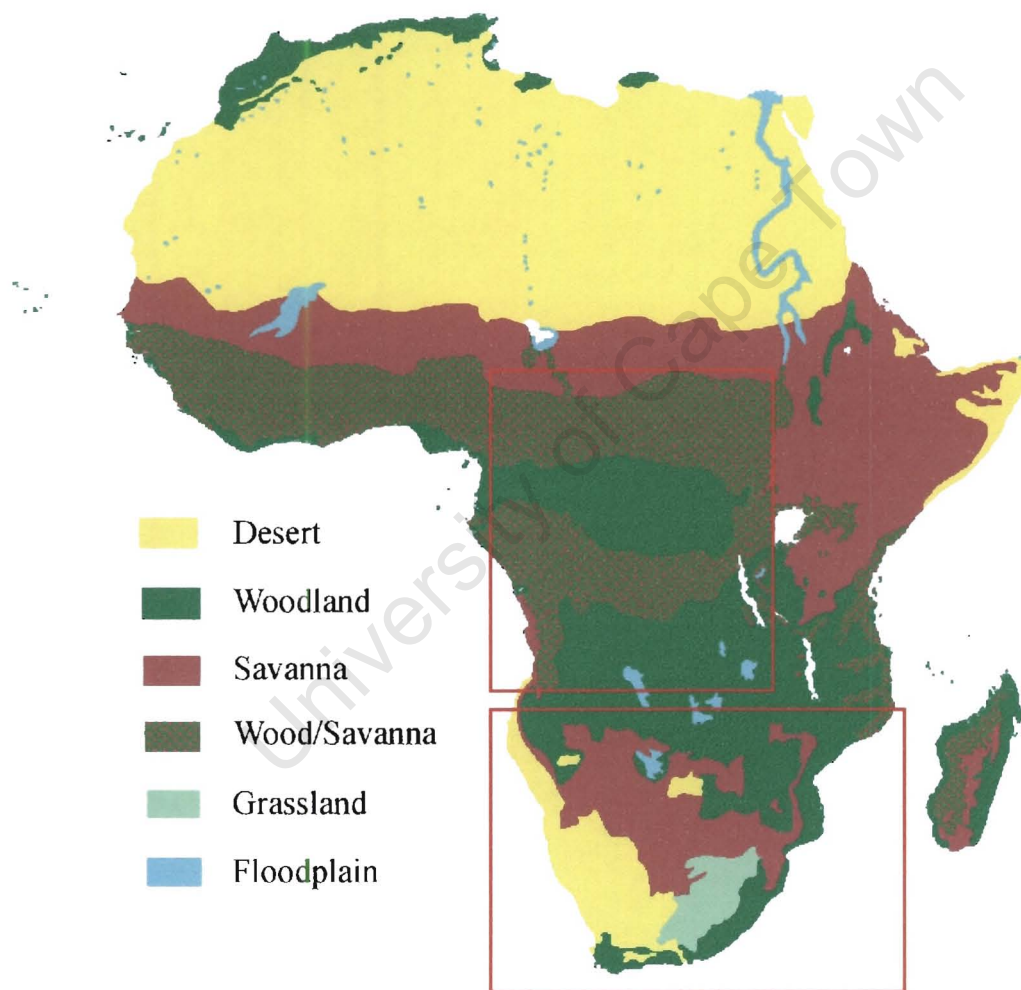 University of Cape Town
Desert
Woodland
Savanna
Wood/Savanna
Grassland
Floodplain